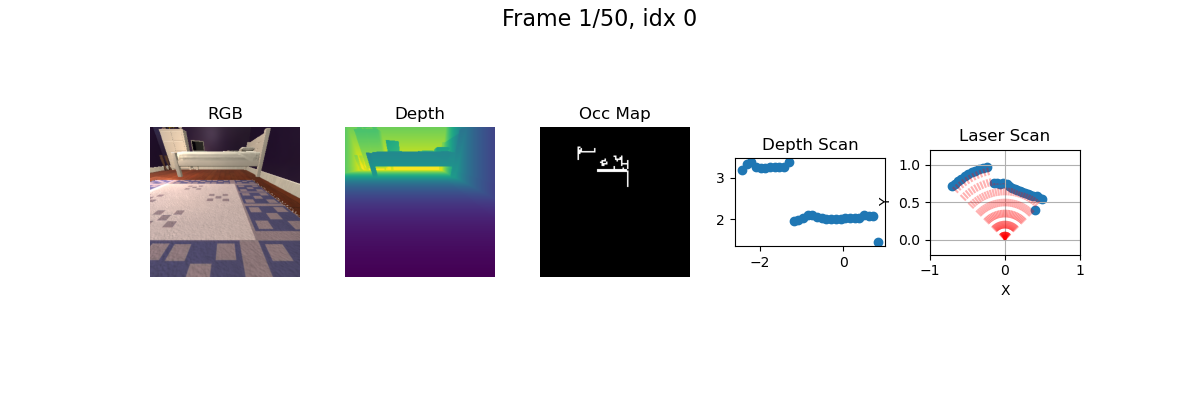 Frame 1/50, idx 0
RGB
Depth
Occ Map
Depth Scan
3
2
−2
0
Laser Scan
Y
1.0
0.5
0.0
−1
0
1
X